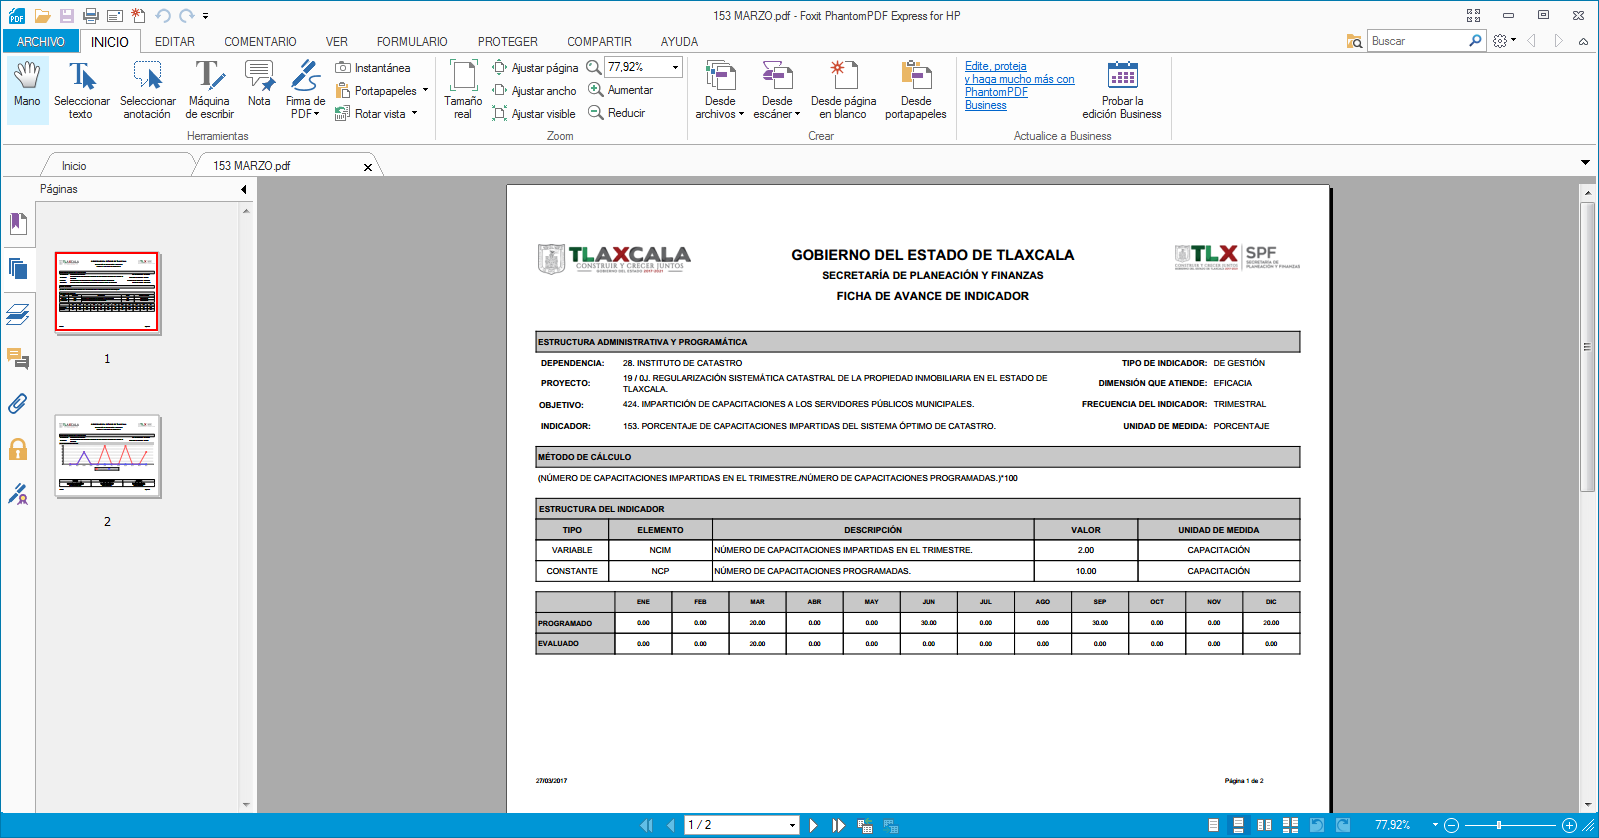 153 MARZO.pdf - Foxit PhantomPDF Express for HP
ARCHIVO INICIO EDITAR COMENTARIO VER FORMULARIO PROTEGER COMPARTIR AYUDA Buscar
Mano
Seleccionar texto
Seleccionar anotación
Máquina de escribir
Nota
Firma de PDF
Instantánea
Portapapeles
Rotar vista
Herramientas
Tamaño real
Ajustar página
Ajustar ancho
Ajustar visible
77,92%
Aumentar
Reducir
Zoom
Desde archivos
Desde escáner
Desde página en blanco
Desde portapapeles
Crear
Edite, proteja
y haga mucho más con
PhantomPDF
Business
Probar la edición Business
Actualice a Business
Inicio
153 MARZO.pdf
Páginas
1
2
TLAXCALA
CONSTRUIR Y CRECER JUNTOS
GOBIERNO DEL ESTADO 2017-2021
GOBIERNO DEL ESTADO DE TLAXCALA
SECRETARÍA DE PLANEACIÓN Y FINANZAS
FICHA DE AVANCE DE INDICADOR
TLX
CONSTRUIR Y CRECER JUNTOS
SPF
SECRETARÍA DE
PLANEACIÓN Y FINANZAS
ESTRUCTURA ADMINISTRATIVA Y PROGRAMÁTICA
DEPENDENCIA: 28. INSTITUTO DE CATASTRO TIPO DE INDICADOR: DE GESTIÓN
PROYECTO: 19 / 0J. REGULARIZACIÓN SISTEMÁTICA CATASTRAL DE LA PROPIEDAD INMOBILIARIA EN EL ESTADO DE
TLAXCALA.
DIMENSIÓN QUE ATIENDE: EFICACIA
OBJETIVO: 424. IMPARTICIÓN DE CAPACITACIONES A LOS SERVIDORES PÚBLICOS MUNICIPALES. FRECUENCIA DEL INDICADOR: TRIMESTRAL
INDICADOR: 153. PORCENTAJE DE CAPACITACIONES IMPARTIDAS DEL SISTEMA ÓPTIMO DE CATASTRO. UNIDAD DE MEDIDA: PORCENTAJE
MÉTODO DE CÁLCULO
(NÚMERO DE CAPACITACIONES IMPARTIDAS EN EL TRIMESTRE./NÚMERO DE CAPACITACIONES PROGRAMADAS.)*100
ESTRUCTURA DEL INDICADOR
TIPO ELEMENTO DESCRIPCIÓN VALOR UNIDAD DE MEDIDA
VARIABLE NCIM NÚMERO DE CAPACITACIONES IMPARTIDAS EN EL TRIMESTRE. 2.00 CAPACITACIÓN
CONSTANTE NCP NÚMERO DE CAPACITACIONES PROGRAMADAS. 10.00 CAPACITACIÓN
ENE FEB MAR ABR MAY JUN JUL AGO SEP OCT NOV DIC
PROGRAMADO 0.00 0.00 20.00 0.00 0.00 30.00 0.00 0.00 30.00 0.00 0.00 20.00
EVALUADO 0.00 0.00 20.00 0.00 0.00 0.00 0.00 0.00 0.00 0.00 0.00 0.00
27/03/2017 Página 1 de 2
1 / 2
77,92%